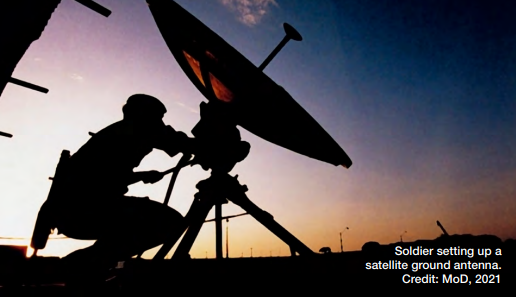 Soldier setting up a
satellite ground antenna.
Credit: MoD, 2021